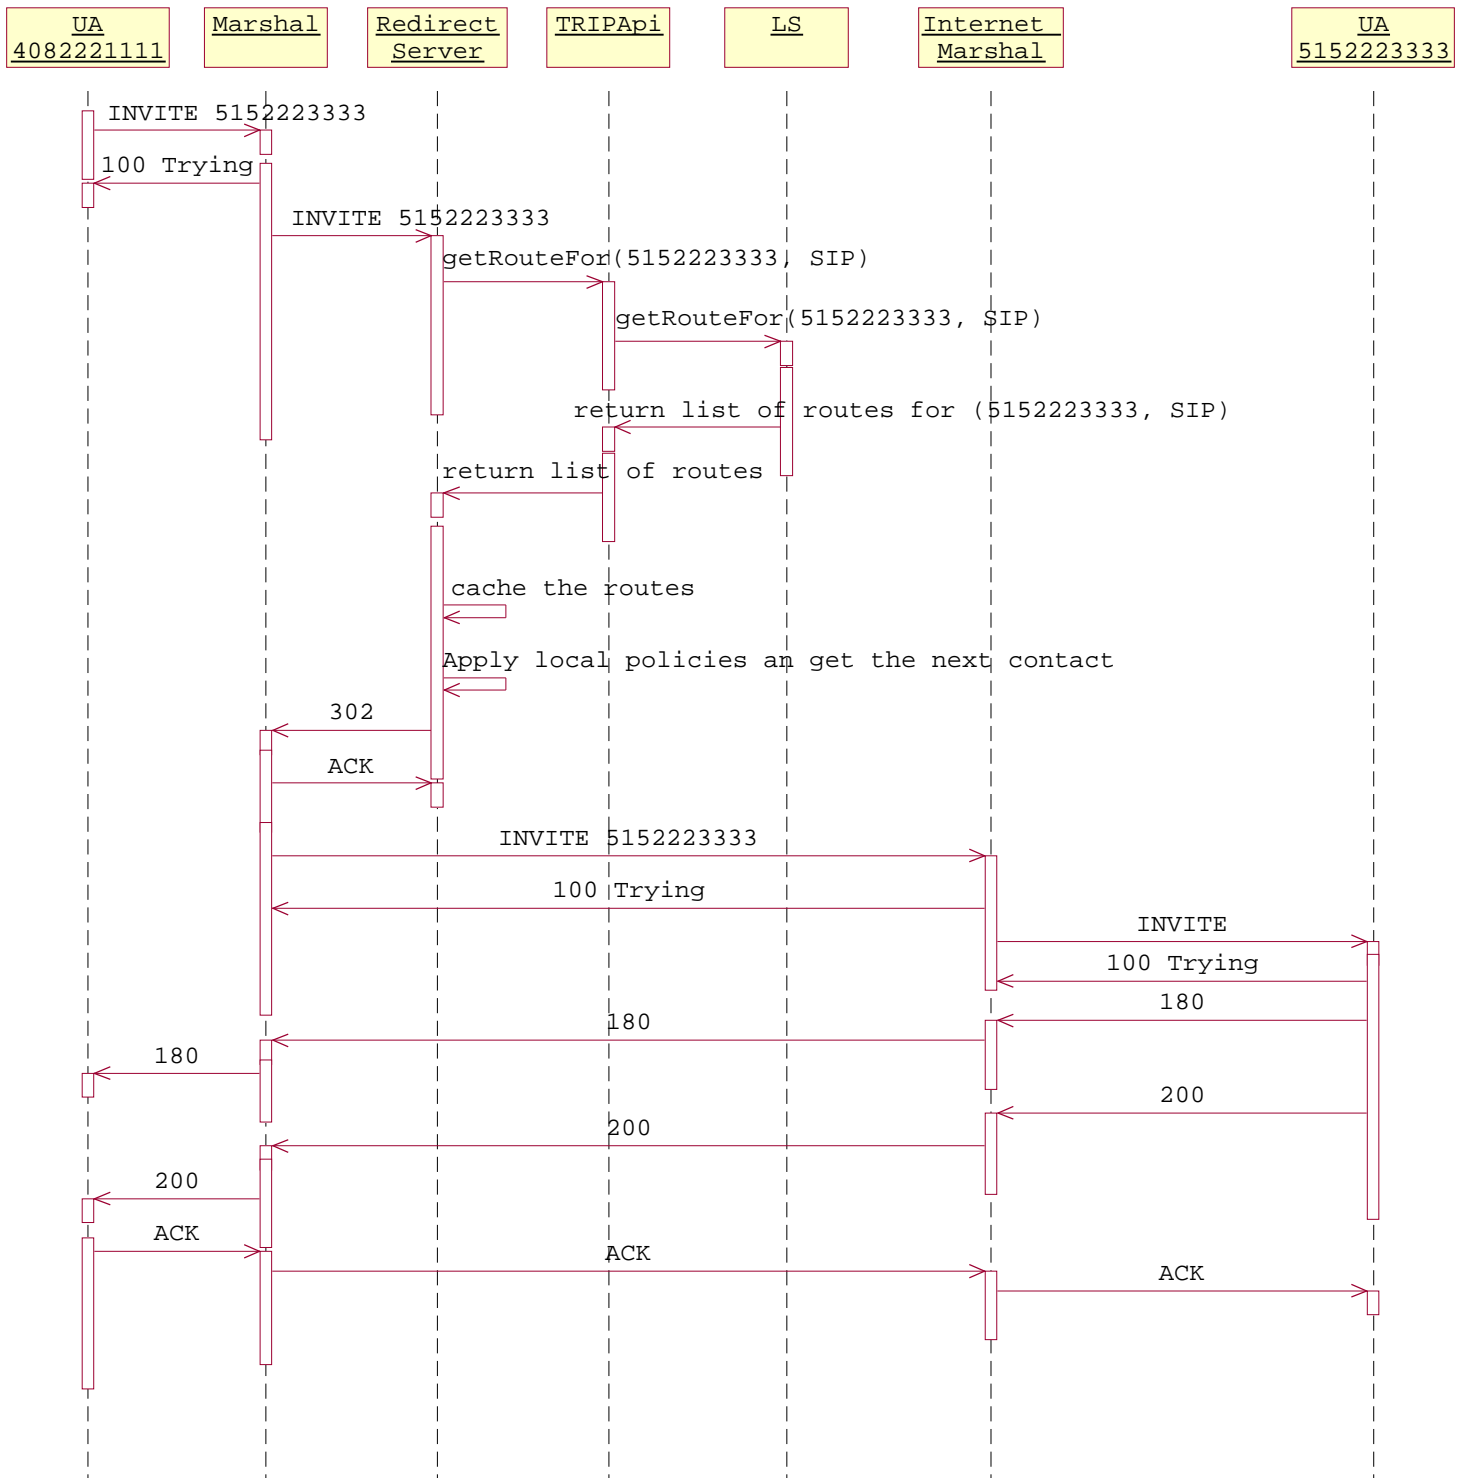 UA
4082221111
Marshal
Redirect
Server
TRIPApi
LS
Internet
Marshal
UA
5152223333
INVITE 5152223333
100 Trying
INVITE 5152223333
getRouteFor(5152223333, SIP)
getRouteFor(5152223333, SIP)
return list of routes for (5152223333, SIP)
return list of routes
cache the routes
Apply local policies an get the next contact
302
ACK
INVITE 5152223333
100 Trying
INVITE
100 Trying
180
180
180
200
200
200
ACK
ACK
ACK